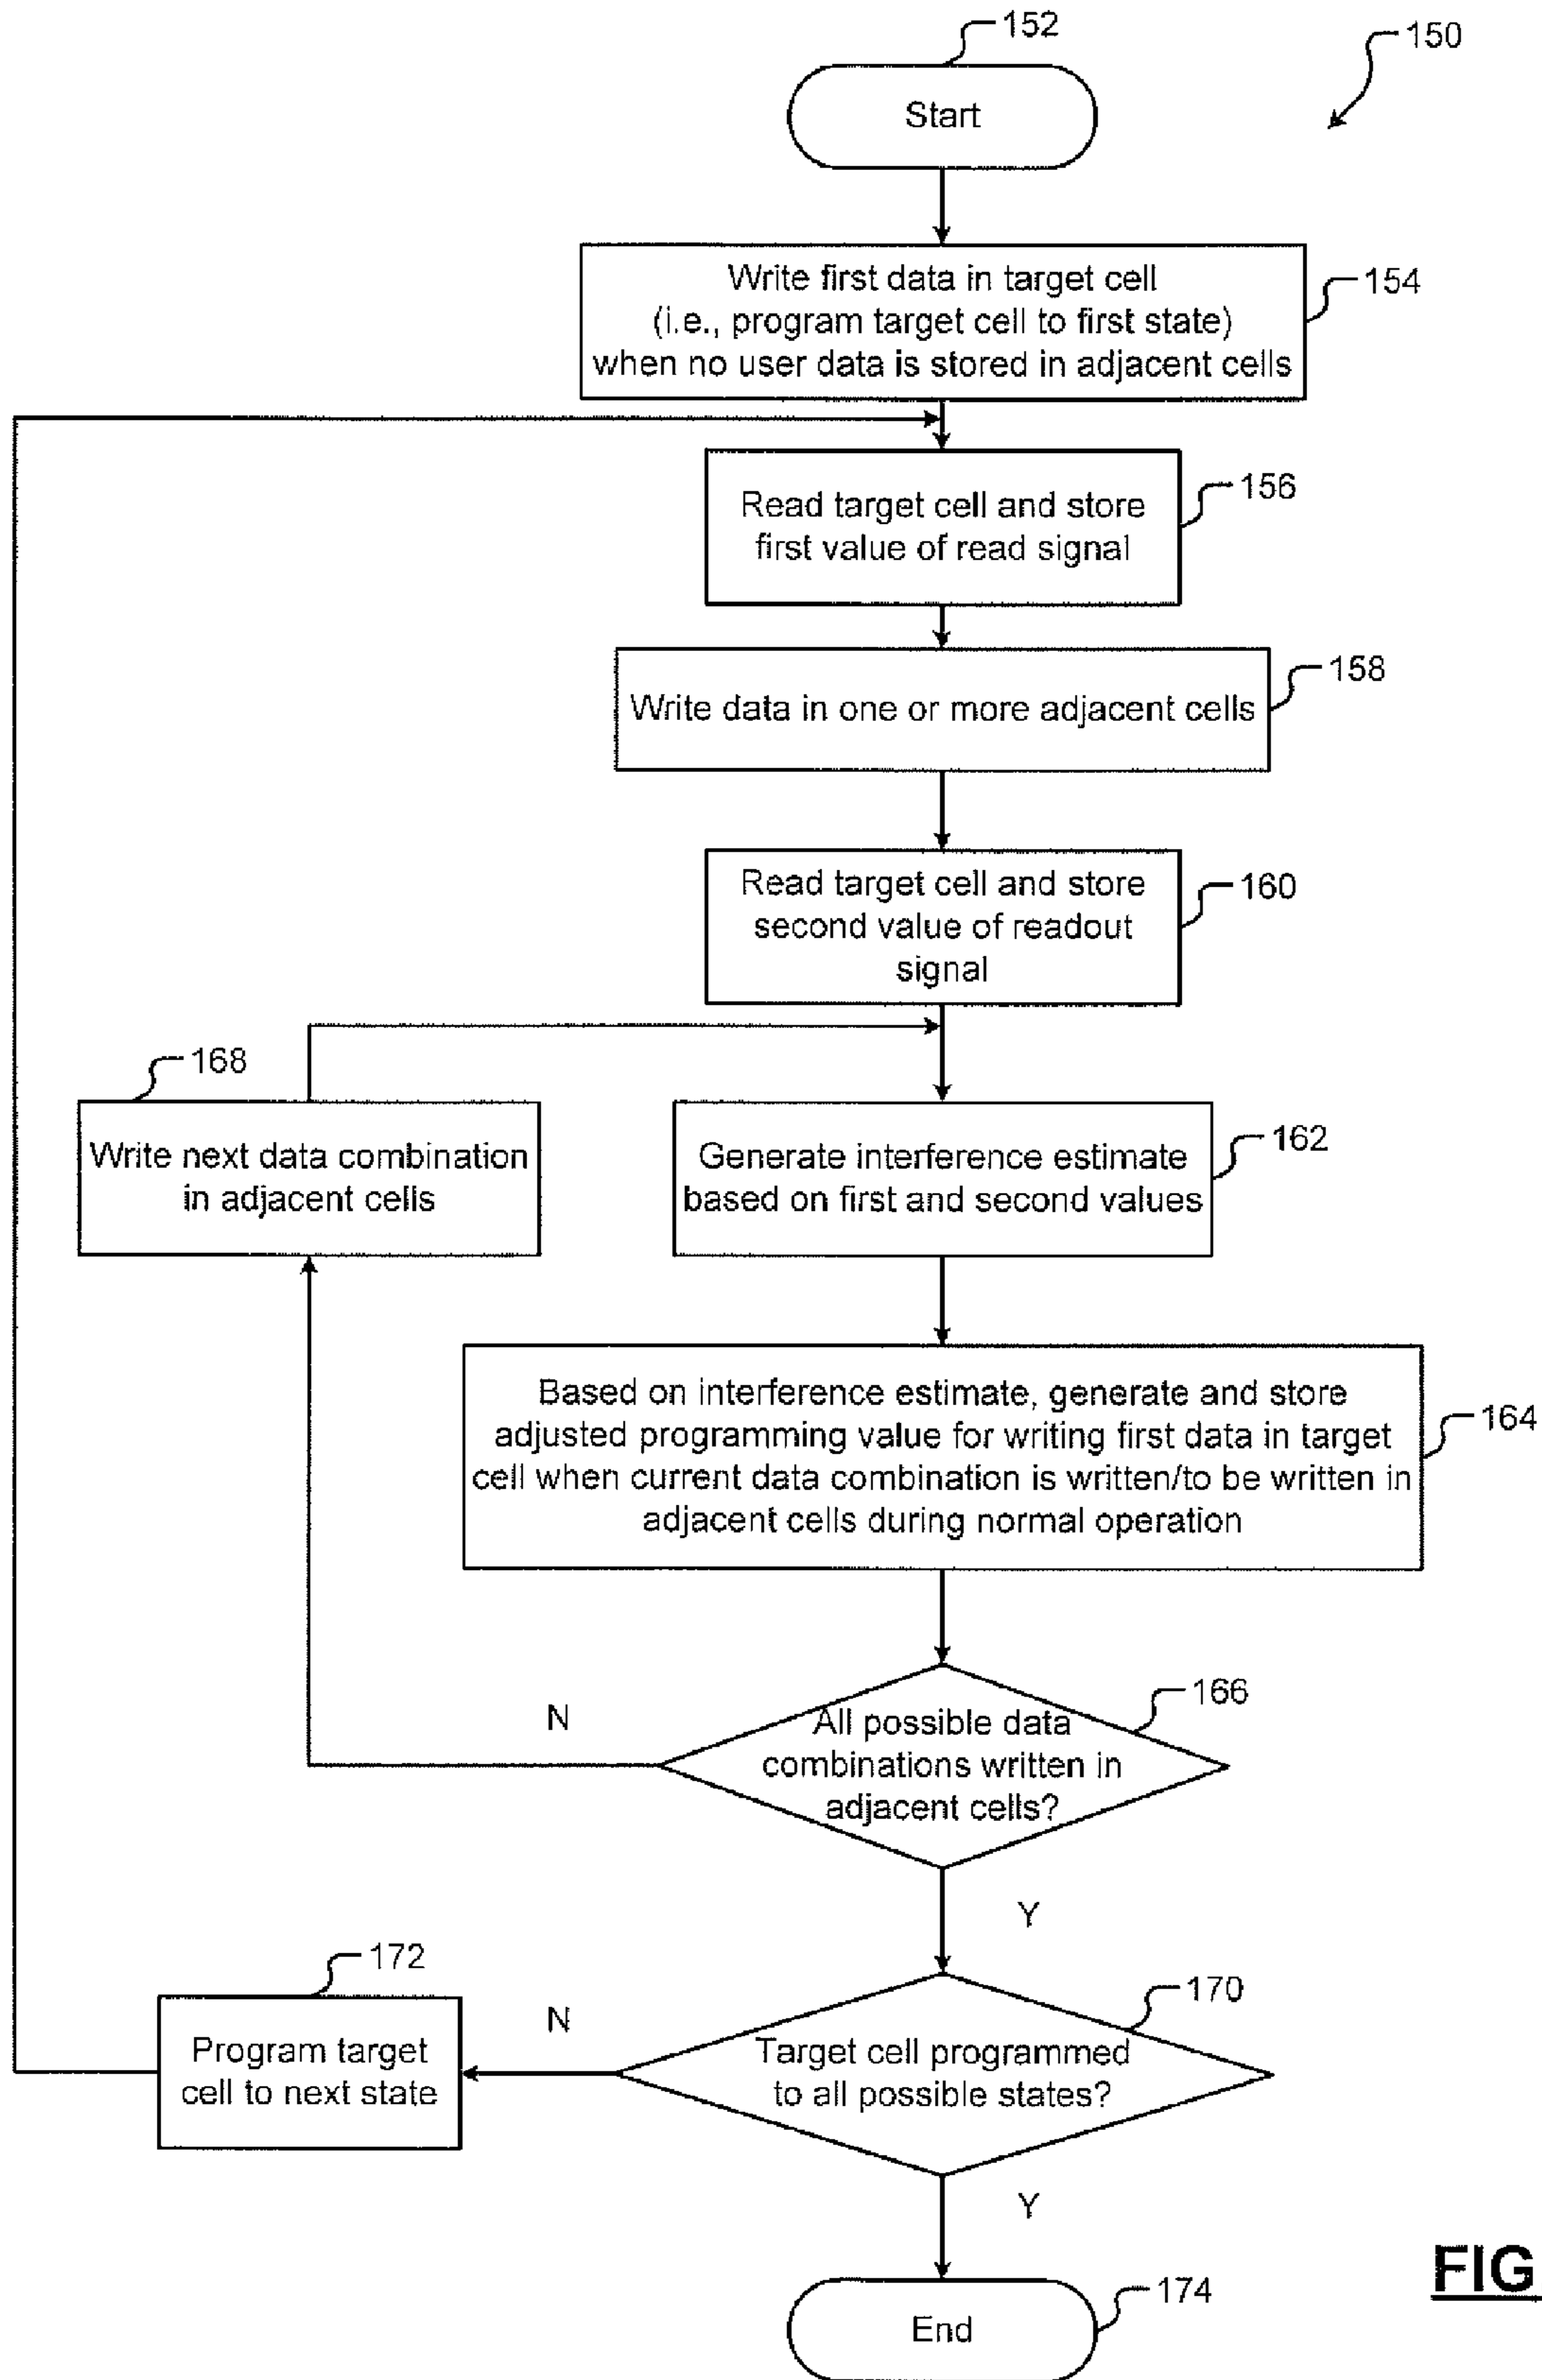 152
150
Start
Write first data in target cell
(i.e., program target cell to first state)
when no user data is stored in adjacent cells
154
Read target cell and store
first value of read signal
156
Write data in one or more adjacent cells
158
Read target cell and store
second value of readout
signal
160
168
Write next data combination
in adjacent cells
Generate interference estimate
based on first and second values
162
Based on interference estimate, generate and store
adjusted programming value for writing first data in target
cell when current data combination is written/to be written in
adjacent cells during normal operation
164
N
All possible data
combinations written in
adjacent cells?
166
Y
172
Program target
cell to next state
N
Target cell programmed
to all possible states?
170
Y
End
174
FIG